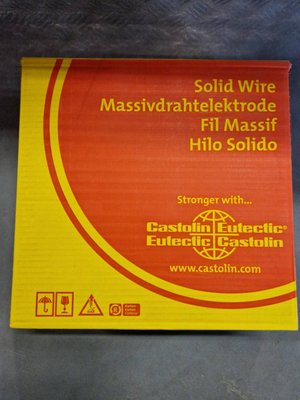 Solid Wire
Massivdrahtelektrode
Fil Massif
Hilo Solido
Stronger with...
Castolin Eutectic®
Eutectic Castolin
www.castolin.com